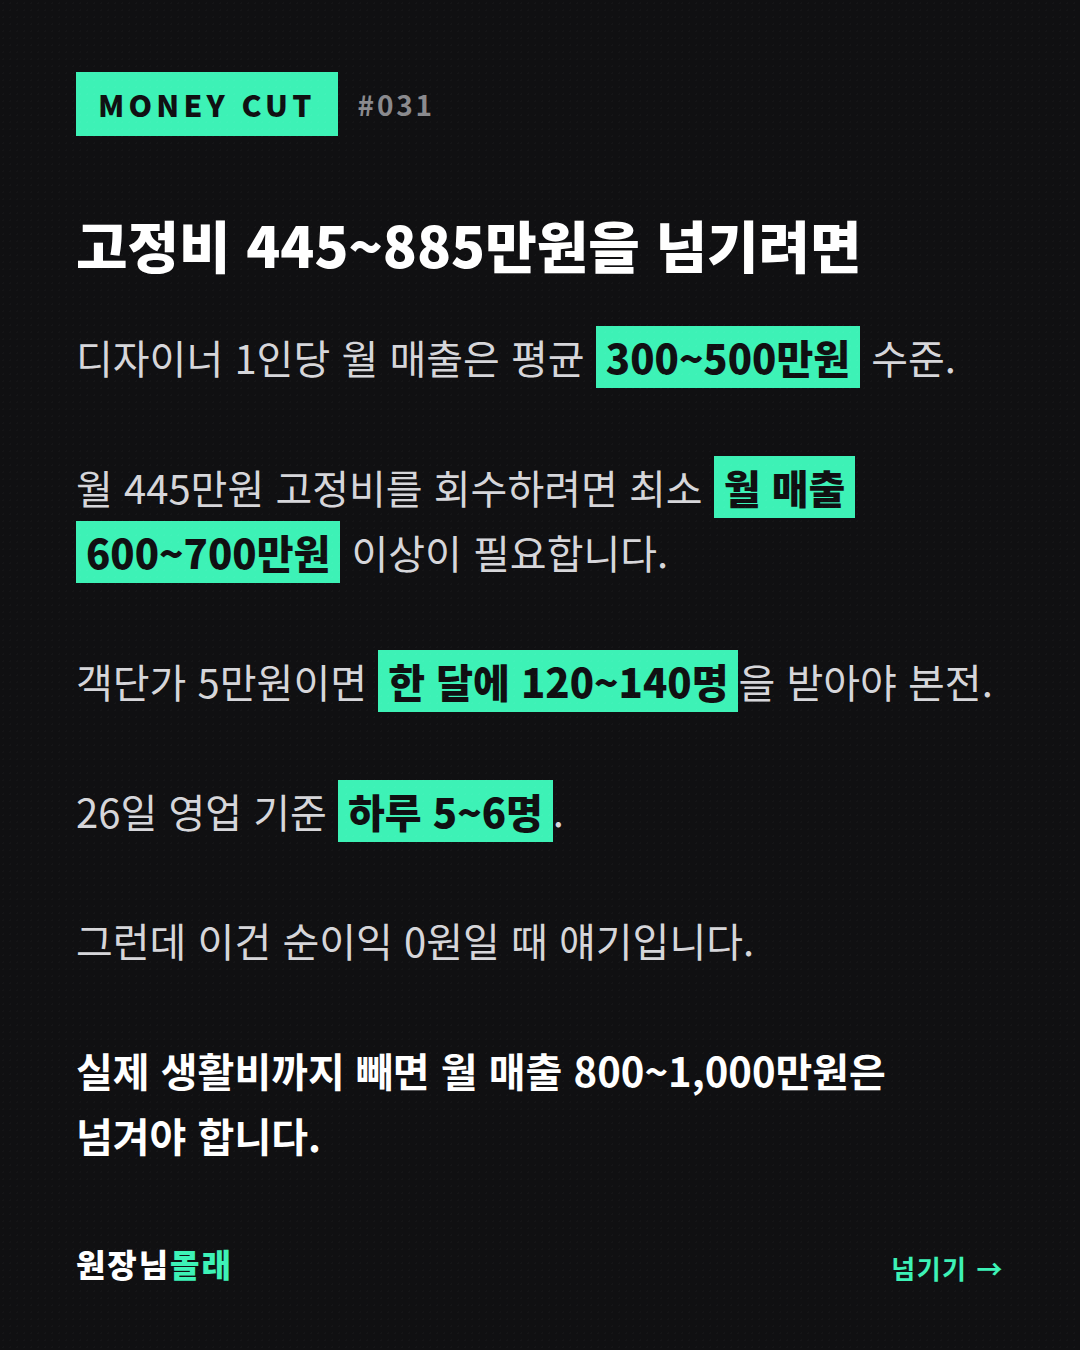 MONEY CUT #031
고정비 445~885만원을 넘기려면
디자이너 1인당 월 매출은 평균 300~500만원 수준.
월 445만원 고정비를 회수하려면 최소 월 매출
600~700만원 이상이 필요합니다.
객단가 5만원이면 한 달에 120~140명을 받아야 본전.
26일 영업 기준 하루 5~6명.
그런데 이건 순이익 0원일 때 얘기입니다.
실제 생활비까지 빼면 월 매출 800~1,000만원은
넘겨야 합니다.
원장님몰래
넘기기 →